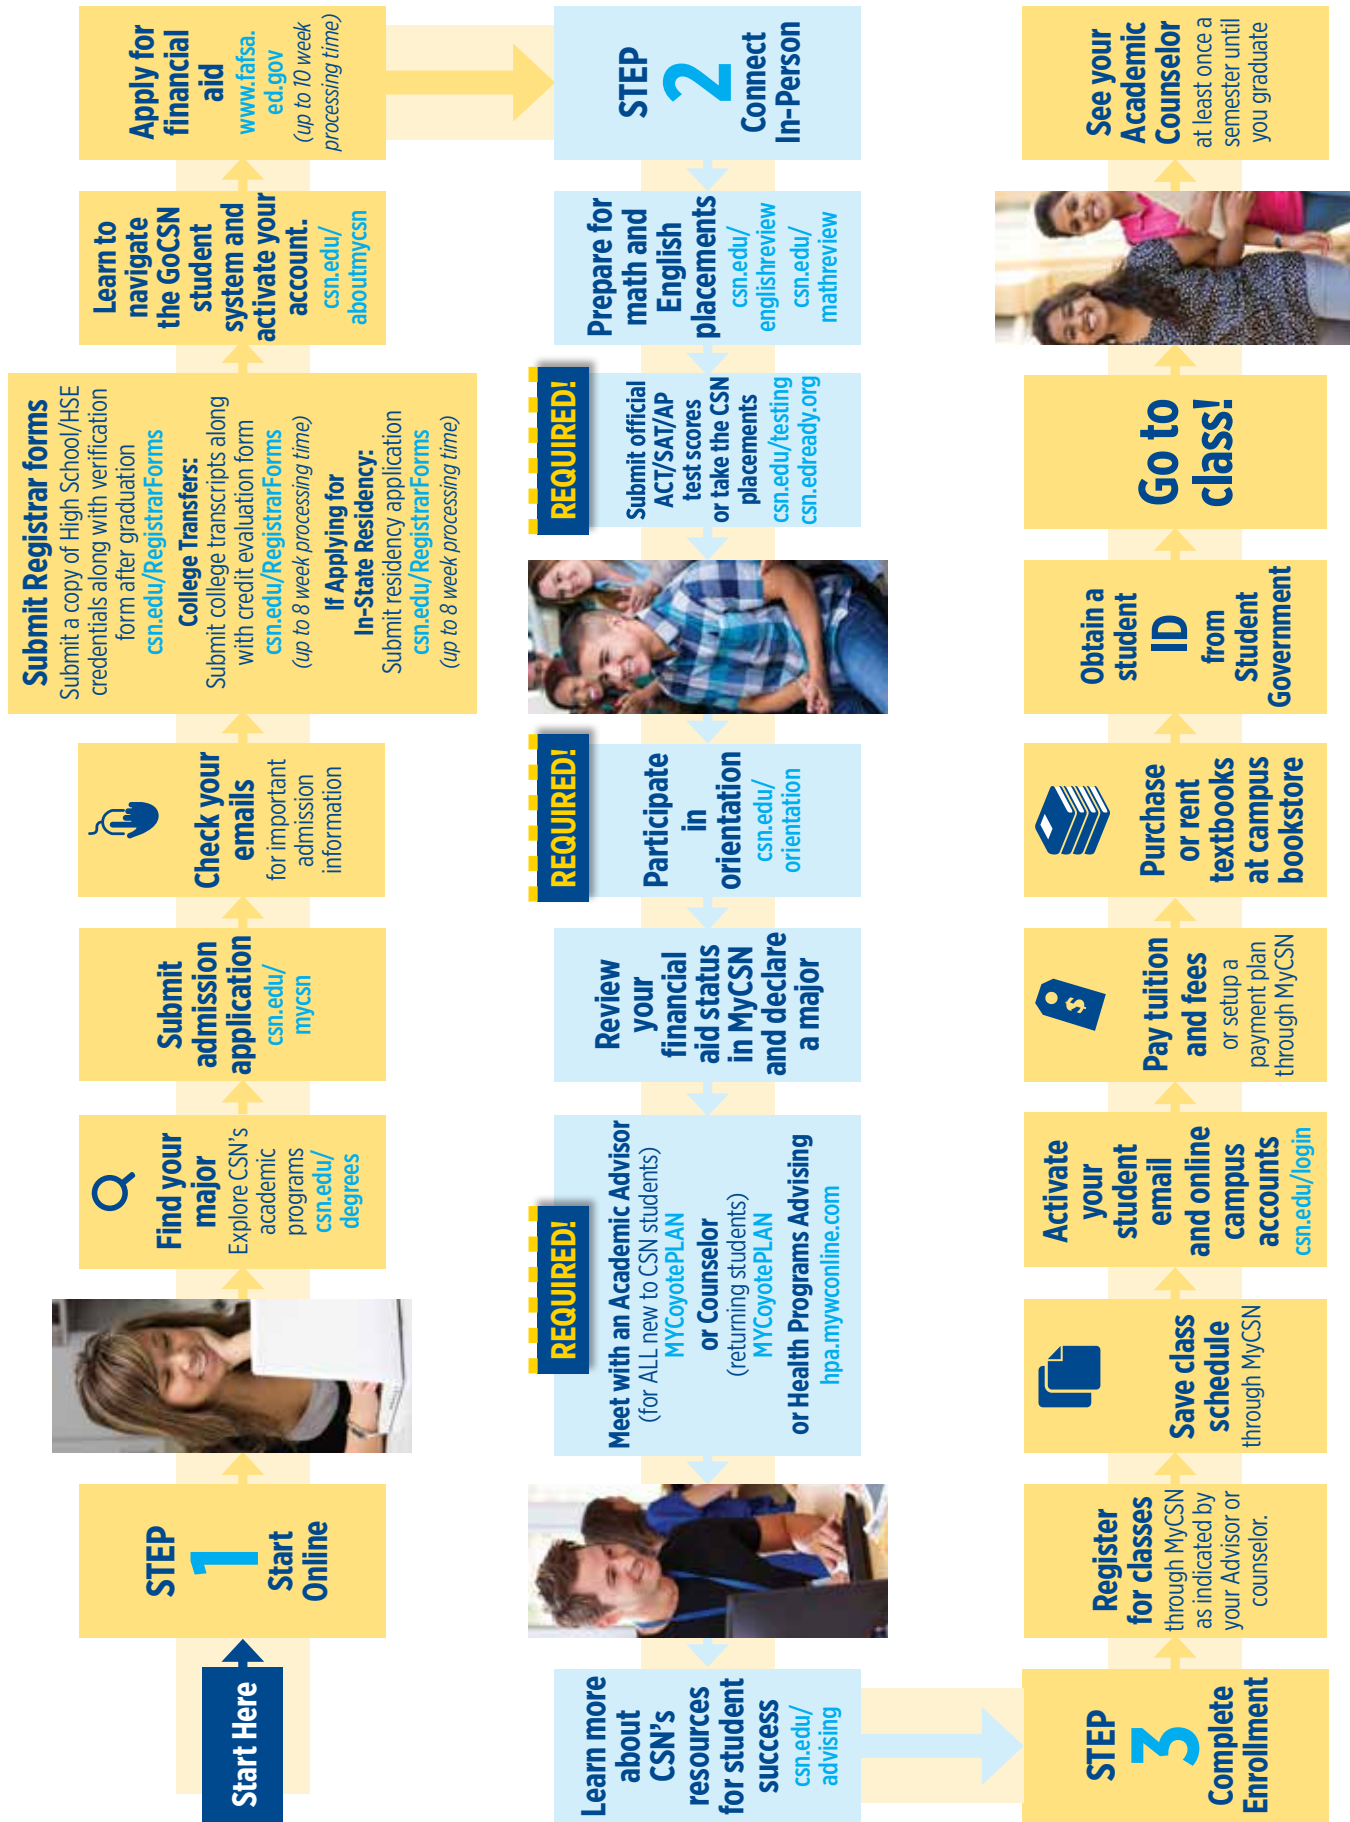 Start Here
STEP
1
Start
Online
Find your
major
Explore CSN's
academic
programs
csn.edu/
degrees
Submit
admission
application
csn.edu/
mycsn
Check your
emails
for important
admission
information
Submit Registrar forms
Submit a copy of High School/HSE
credentials along with verification
form after graduation
csn.edu/RegistrarForms
College Transfers:
Submit college transcripts along
with credit evaluation form
csn.edu/RegistrarForms
(up to 8 week processing time)
If Applying for
In-State Residency:
Submit residency application
csn.edu/RegistrarForms
(up to 8 week processing time)
Learn to
navigate
the GoCSN
student
system and
activate your
account.
csn.edu/
aboutmycsn
Apply for
financial
aid
www.fafsa.
ed.gov
(up to 10 week
processing time)
STEP
2
Connect
In-Person
Prepare for
math and
English
placements
csn.edu/
englishreview
csn.edu/
mathreview
REQUIRED!
Submit official
ACT/SAT/AP
test scores
or take the CSN
placements
csn.edu/testing
csn.edready.org
REQUIRED!
Participate
in
orientation
csn.edu/
orientation
Review
your
financial
aid status
in MyCSN
and declare
a major
REQUIRED!
Meet with an Academic Advisor
(for ALL new to CSN students)
MYCoyotePLAN
or Counselor
(returning students)
MYCoyotePLAN
or Health Programs Advising
hpa.mywconline.com
Learn more
about
CSN's
resources
for student
success
csn.edu/
advising
STEP
3
Complete
Enrollment
Register
for classes
through MyCSN
as indicated by
your Advisor or
counselor.
Save class
schedule
through MyCSN
Activate
your
student
email
and online
campus
accounts
csn.edu/login
$
Pay tuition
and fees
or setup a
payment plan
through MyCSN
Purchase
or rent
textbooks
at campus
bookstore
Obtain a
student
ID
from
Student
Government
Go to
class!
See your
Academic
Counselor
at least once a
semester until
you graduate